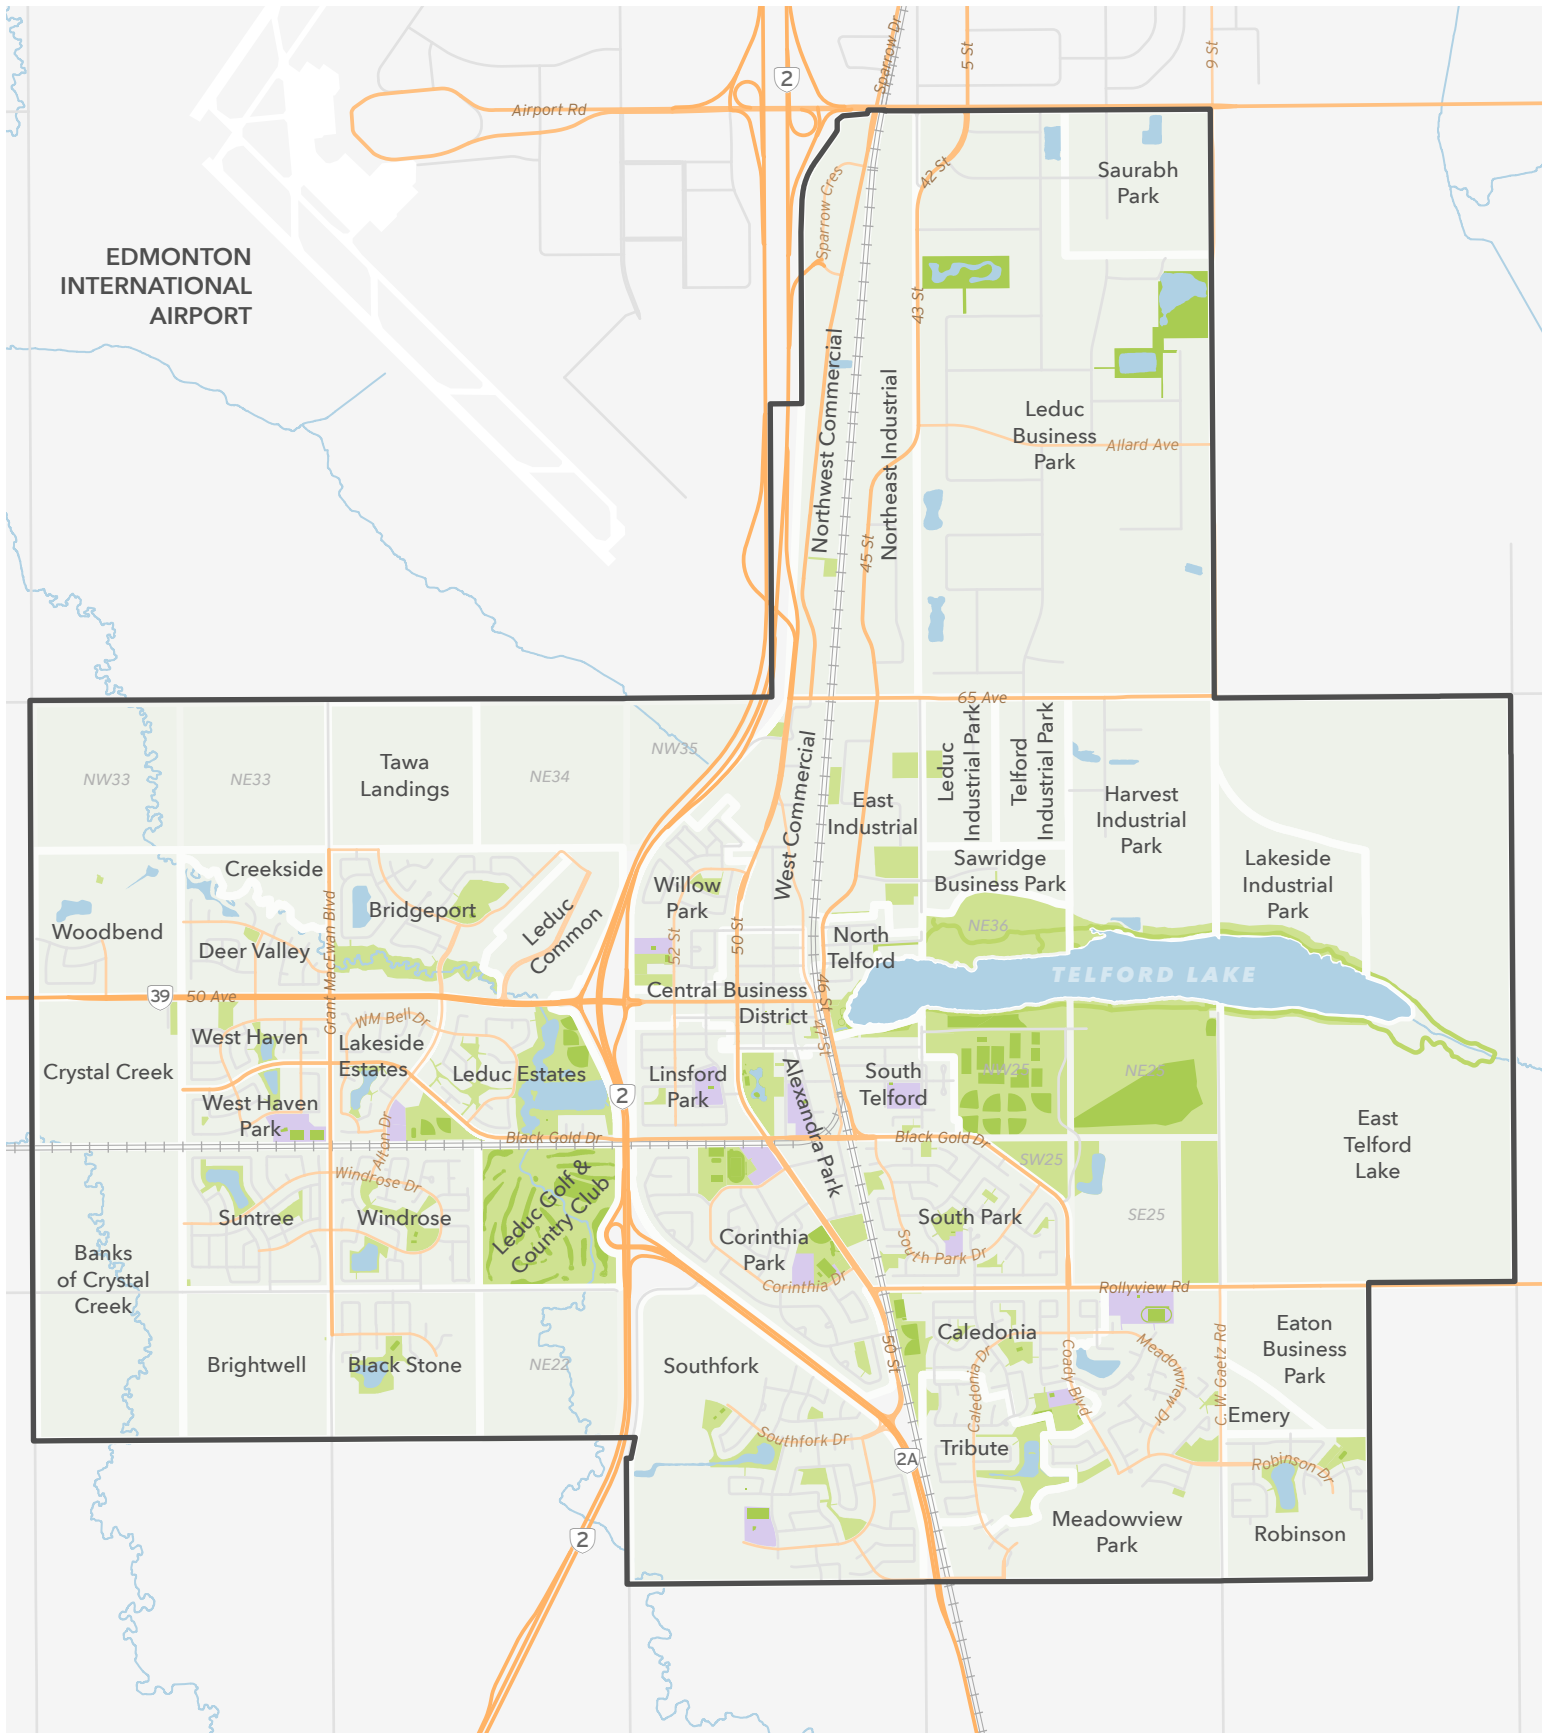 2
Airport Rd
Sparrow Dr
5 St
9 St
42 St
Saurabh
Park
Sparrow Cres
EDMONTON
INTERNATIONAL
AIRPORT
43 St
Northwest Commercial
Northeast Industrial
Leduc
Business
Park
Allard Ave
45 St
65 Ave
NW33
NE33
Tawa
Landings
NE34
NW35
West Commercial
East
Industrial
Leduc
Industrial Park
Telford
Industrial Park
Harvest
Industrial
Park
Creekside
Willow
Park
Sawridge
Business Park
Lakeside
Industrial
Park
Woodbend
Deer Valley
Grant MacEwan Blvd
Bridgeport
Leduc
Common
52 St
50 St
North
Telford
NE36
TELFORD LAKE
39
50 Ave
Central Business
District
46 St
47 St
West Haven
WM Bell Dr
Lakeside
Estates
Crystal Creek
Leduc Estates
2
Linsford
Park
Alexandra Park
South
Telford
NW25
NE25
West Haven
Park
Alton Dr
Black Gold Dr
Black Gold Dr
East
Telford
Lake
Windrose Dr
Leduc Golf &
Country Club
SW25
Suntree
Windrose
Corinthia
Park
South Park
South Park Dr
SE25
Banks
of Crystal
Creek
Corinthia Dr
Rollyview Rd
Brightwell
Black Stone
NE22
Southfork
50 St
Caledonia
Caledonia Dr
Coady Blvd
Meadowview Dr
C. W. Gaetz Rd
Eaton
Business
Park
Emery
Southfork Dr
2A
Tribute
Robinson Dr
Meadowview
Park
Robinson
2